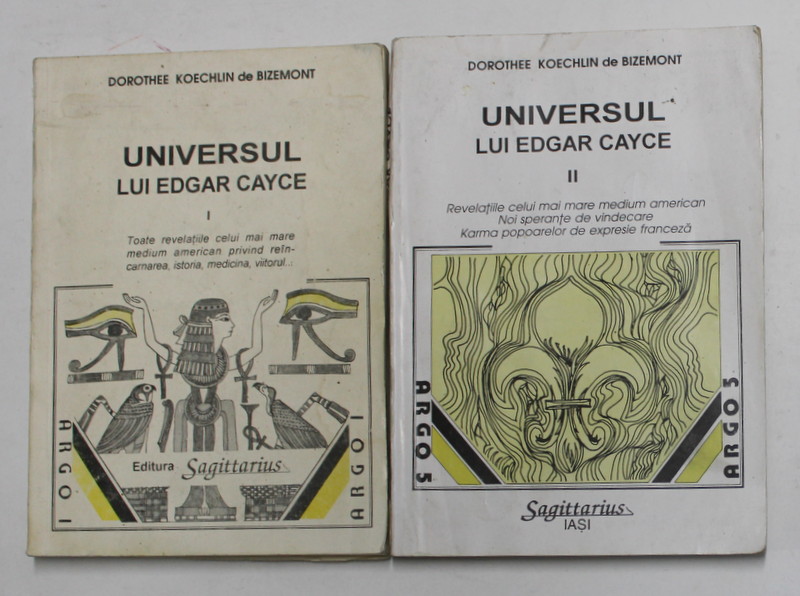 DOROTHEE KOECHLIN de BIZEMONT
UNIVERSUL
LUI EDGAR CAYCE
I
Toate revelațiile celui mai mare
medium american privind reîn-
carnarea, istoria, medicina, viitorul...
ARGO 1
Editura Sagittarius
ARGO 1
DOROTHEE KOECHLIN de BIZEMONT
UNIVERSUL
LUI EDGAR CAYCE
II
Revelațiile celui mai mare medium american
Noi speranțe de vindecare
Karma popoarelor de expresie franceză
ARGO 5
ARGO 5
Sagittarius
IAȘI